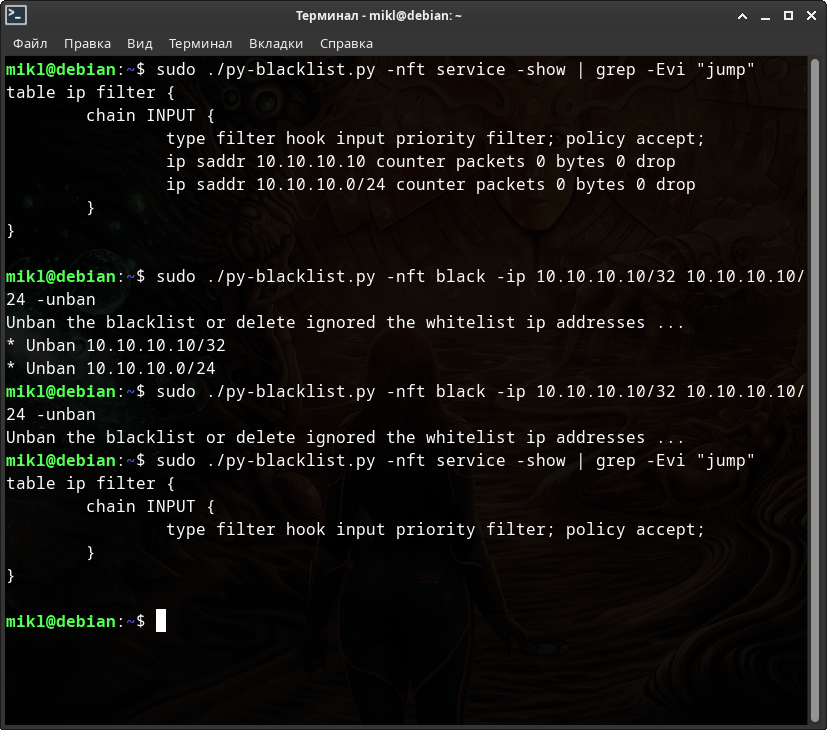 Терминал - mikl@debian: ~
Файл Правка Вид Терминал Вкладки Справка
mikl@debian:~$ sudo ./py-blacklist.py -nft service -show | grep -Evi "jump"
table ip filter {
        chain INPUT {
                type filter hook input priority filter; policy accept;
                ip saddr 10.10.10.10 counter packets 0 bytes 0 drop
                ip saddr 10.10.10.0/24 counter packets 0 bytes 0 drop
        }
}
mikl@debian:~$ sudo ./py-blacklist.py -nft black -ip 10.10.10.10/32 10.10.10.10/
24 -unban
Unban the blacklist or delete ignored the whitelist ip addresses ...
* Unban 10.10.10.10/32
* Unban 10.10.10.0/24
mikl@debian:~$ sudo ./py-blacklist.py -nft black -ip 10.10.10.10/32 10.10.10.10/
24 -unban
Unban the blacklist or delete ignored the whitelist ip addresses ...
mikl@debian:~$ sudo ./py-blacklist.py -nft service -show | grep -Evi "jump"
table ip filter {
        chain INPUT {
                type filter hook input priority filter; policy accept;
        }
}
mikl@debian:~$